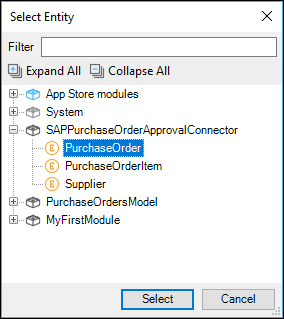 Select Entity
Filter
Expand All Collapse All
App Store modules
System
SAPPurchaseOrderApprovalConnector
PurchaseOrder
PurchaseOrderItem
Supplier
PurchaseOrdersModel
MyFirstModule
Select Cancel